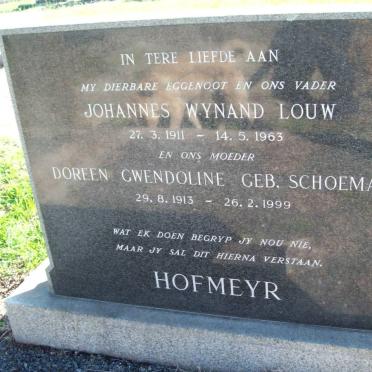 IN TERE LIEFDE AAN
MY DIERBARE EGGENOOT EN ONS VADER
JOHANNES WYNAND LOUW
27. 3. 1911 – 14. 5. 1963
EN ONS MOEDER
DOREEN GWENDOLINE GEB. SCHOEMA
29. 8. 1913 – 26. 2. 1999
WAT EK DOEN BEGRYP JY NOU NIE,
MAAR JY SAL DIT HIERNA VERSTAAN.
HOFMEYR